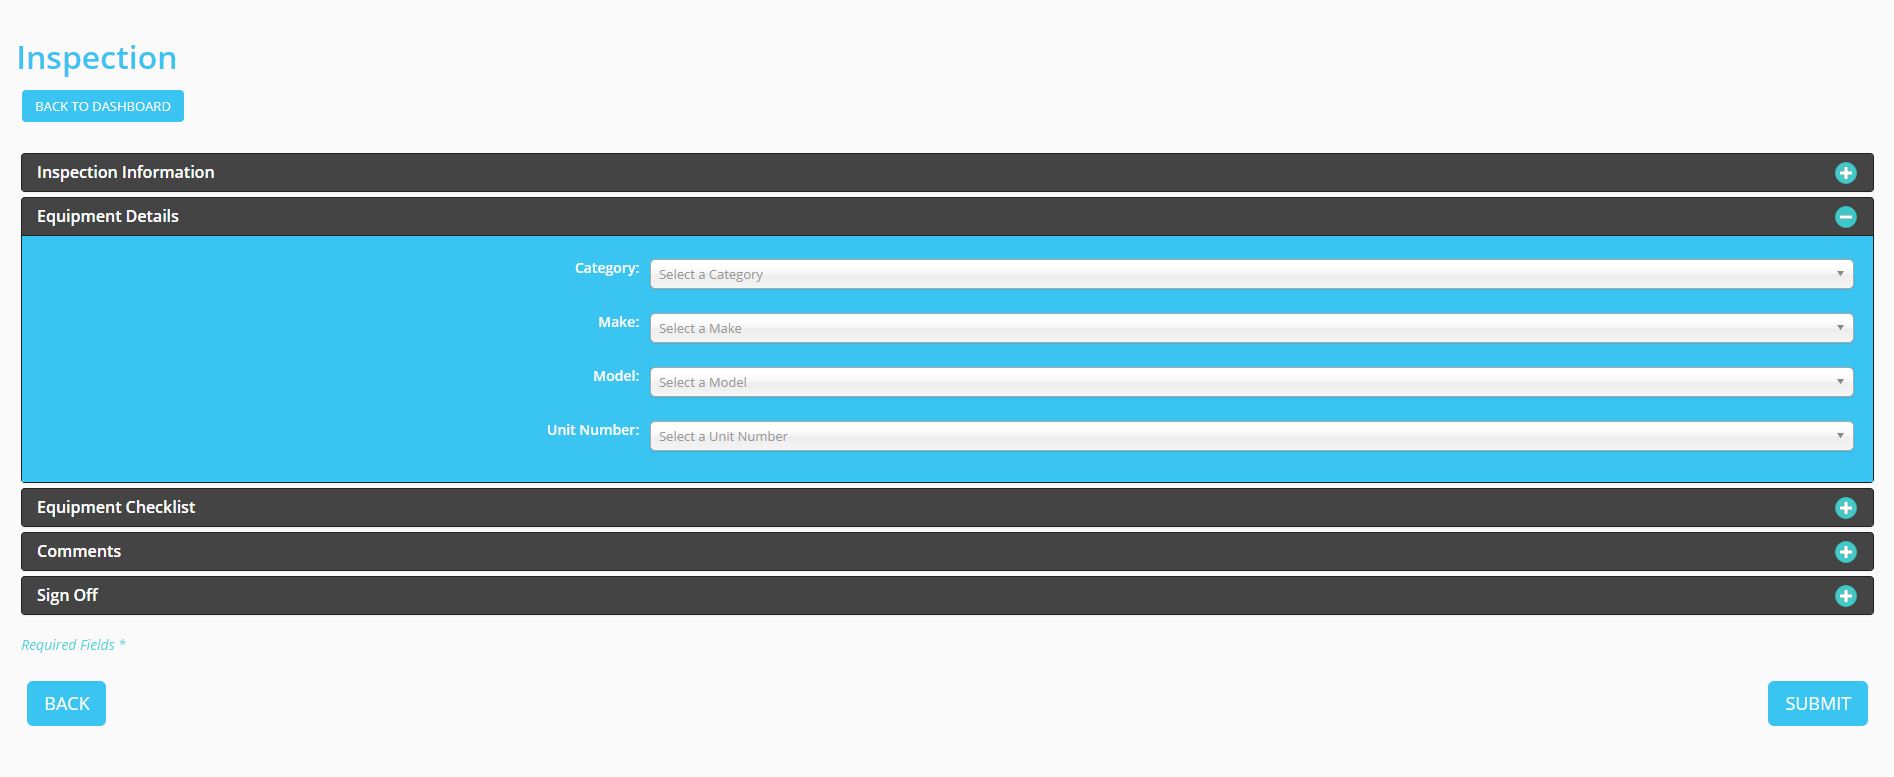 Inspection
BACK TO DASHBOARD
Inspection Information
Equipment Details
Category: Select a Category
Make: Select a Make
Model: Select a Model
Unit Number: Select a Unit Number
Equipment Checklist
Comments
Sign Off
Required Fields *
BACK SUBMIT